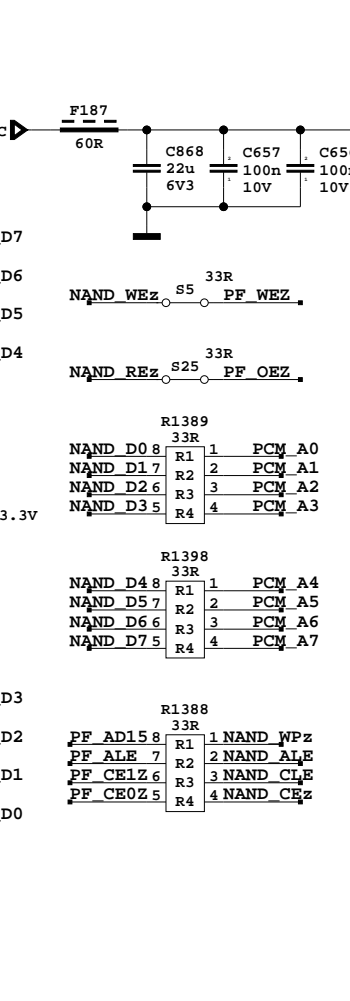 F187
C
60R
C868
22u
6V3
C657
100n
10V
C65
100n
10V
D7
D6
33R
NAND_WEz S5 PF_WEZ
D5
D4
33R
NAND_REz S25 PF_OEZ
R1389
33R
NAND_D0 8 R1 1 PCM_A0
NAND_D1 7 R2 2 PCM_A1
NAND_D2 6 R3 3 PCM_A2
NAND_D3 5 R4 4 PCM_A3
3.3V
R1398
33R
NAND_D4 8 R1 1 PCM_A4
NAND_D5 7 R2 2 PCM_A5
NAND_D6 6 R3 3 PCM_A6
NAND_D7 5 R4 4 PCM_A7
D3
R1388
33R
D2
PF_AD15 8 R1 1 NAND_WPz
PF_ALE 7 R2 2 NAND_ALE
D1
PF_CE1Z 6 R3 3 NAND_CLE
PF_CE0Z 5 R4 4 NAND_CEz
D0